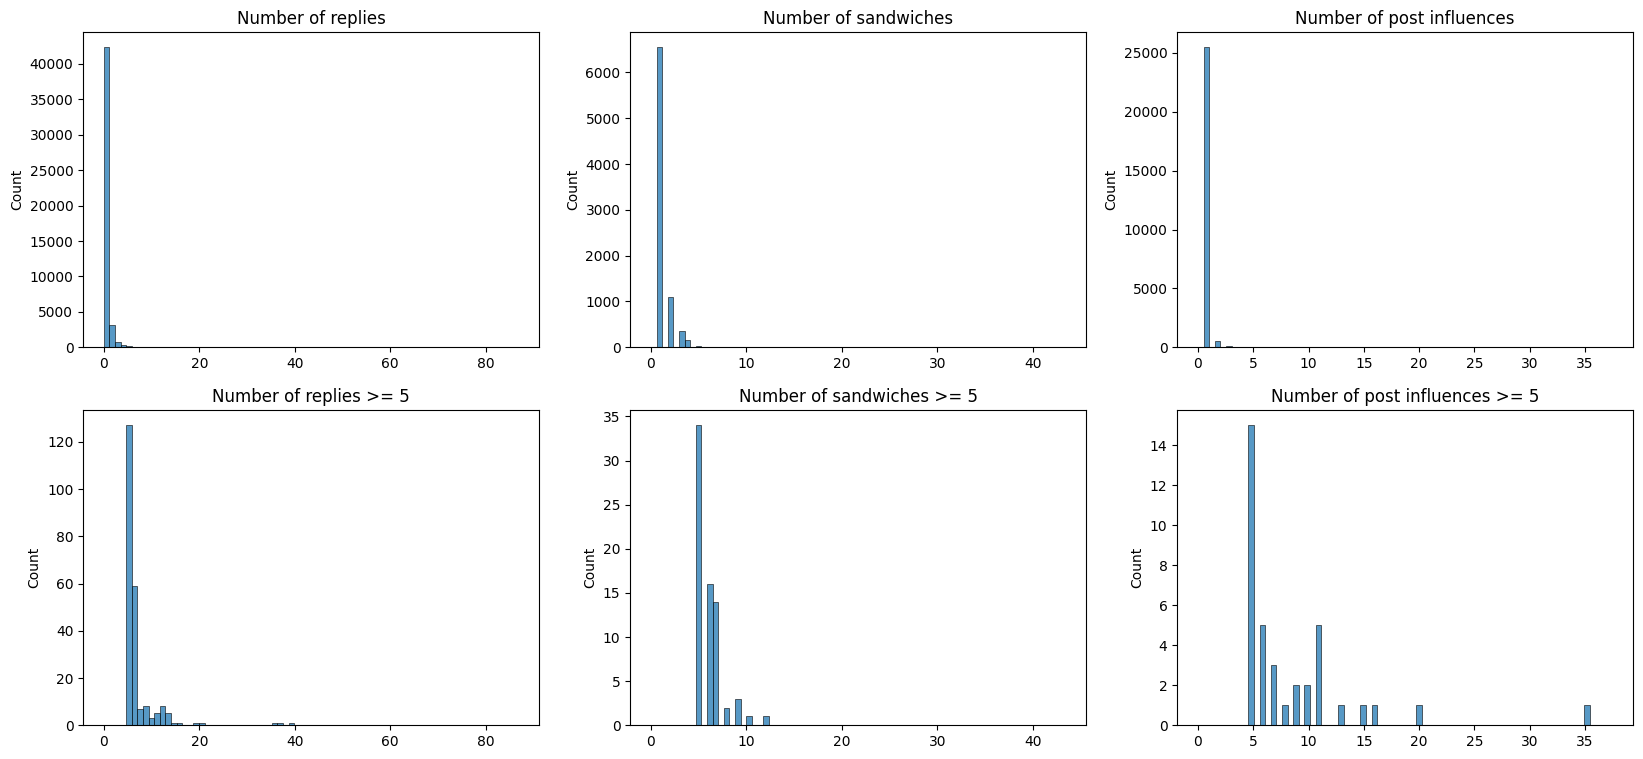 Number of replies
Count
40000
35000
30000
25000
20000
15000
10000
5000
0
0 20 40 60 80
Number of sandwiches
Count
6000
5000
4000
3000
2000
1000
0
0 10 20 30 40
Number of post influences
Count
25000
20000
15000
10000
5000
0
0 5 10 15 20 25 30 35
Number of replies >= 5
Count
120
100
80
60
40
20
0
0 20 40 60 80
Number of sandwiches >= 5
Count
35
30
25
20
15
10
5
0
0 10 20 30 40
Number of post influences >= 5
Count
14
12
10
8
6
4
2
0
0 5 10 15 20 25 30 35